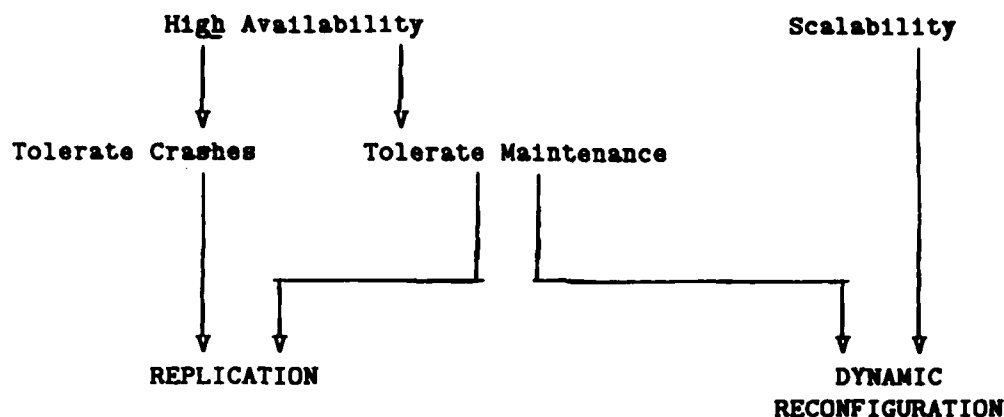 High Availability
Scalability
Tolerate Crashes
Tolerate Maintenance
REPLICATION
DYNAMIC
RECONFIGURATION